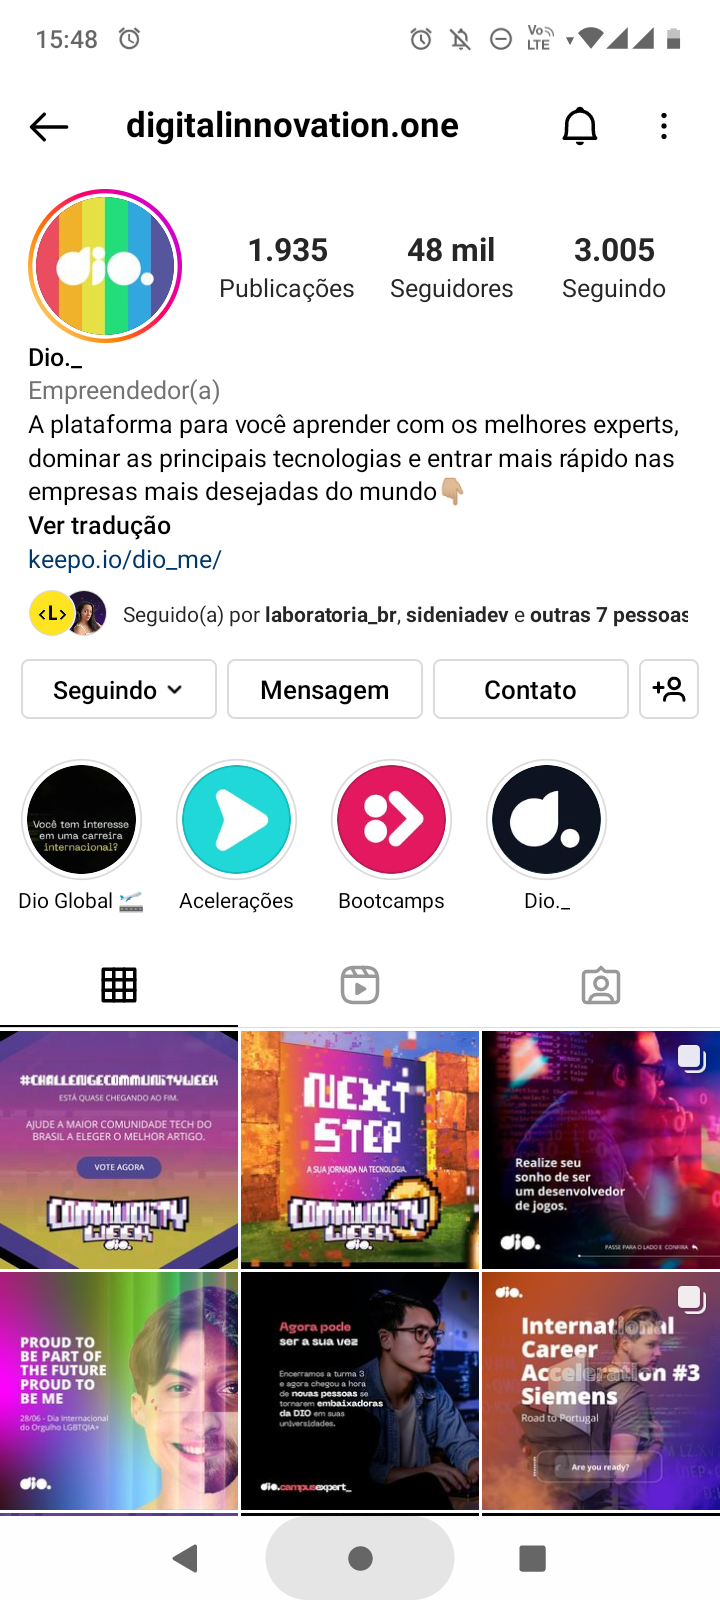 15:48
Vo
LTE
digitalinnovation.one
dio.
1.935
Publicações
48 mil
Seguidores
3.005
Seguindo
Dio._
Empreendedor(a)
A plataforma para você aprender com os melhores experts,
dominar as principais tecnologias e entrar mais rápido nas
empresas mais desejadas do mundo👇🏼
Ver tradução
keepo.io/dio_me/
<L>
Seguido(a) por laboratoria_br, sideniadev e outras 7 pessoas
Seguindo
Mensagem
Contato
Você tem interesse
em uma carreira
internacional?
d.
Dio Global 🛫
Acelerações
Bootcamps
Dio._
#CHALLENGECOMMUNITYWEEK
ESTÁ QUASE CHEGANDO AO FIM.
AJUDE A MAIOR COMUNIDADE TECH DO
BRASIL A ELEGER O MELHOR ARTIGO.
VOTE AGORA
COMMUNITY
WEEK
dio.
NEXT
STEP
A SUA JORNADA NA TECNOLOGIA.
COMMUNITY
WEEK
dio.
Realize seu
sonho de ser
um desenvolvedor
de jogos.
dio.
PASSE PARA O LADO E CONFIRA
PROUD TO
BE PART OF
THE FUTURE
PROUD TO
BE ME
28/06 - Dia Internacional
do Orgulho LGBTQIA+
dio.
Agora pode
ser a sua vez
Encerramos a turma 3
e agora chegou a hora
de novas pessoas se
tornarem embaixadoras
da DIO em suas
universidades.
dio.campusexpert_
dio.
International
Career
Acceleration #3
Siemens
Road to Portugal
Are you ready?